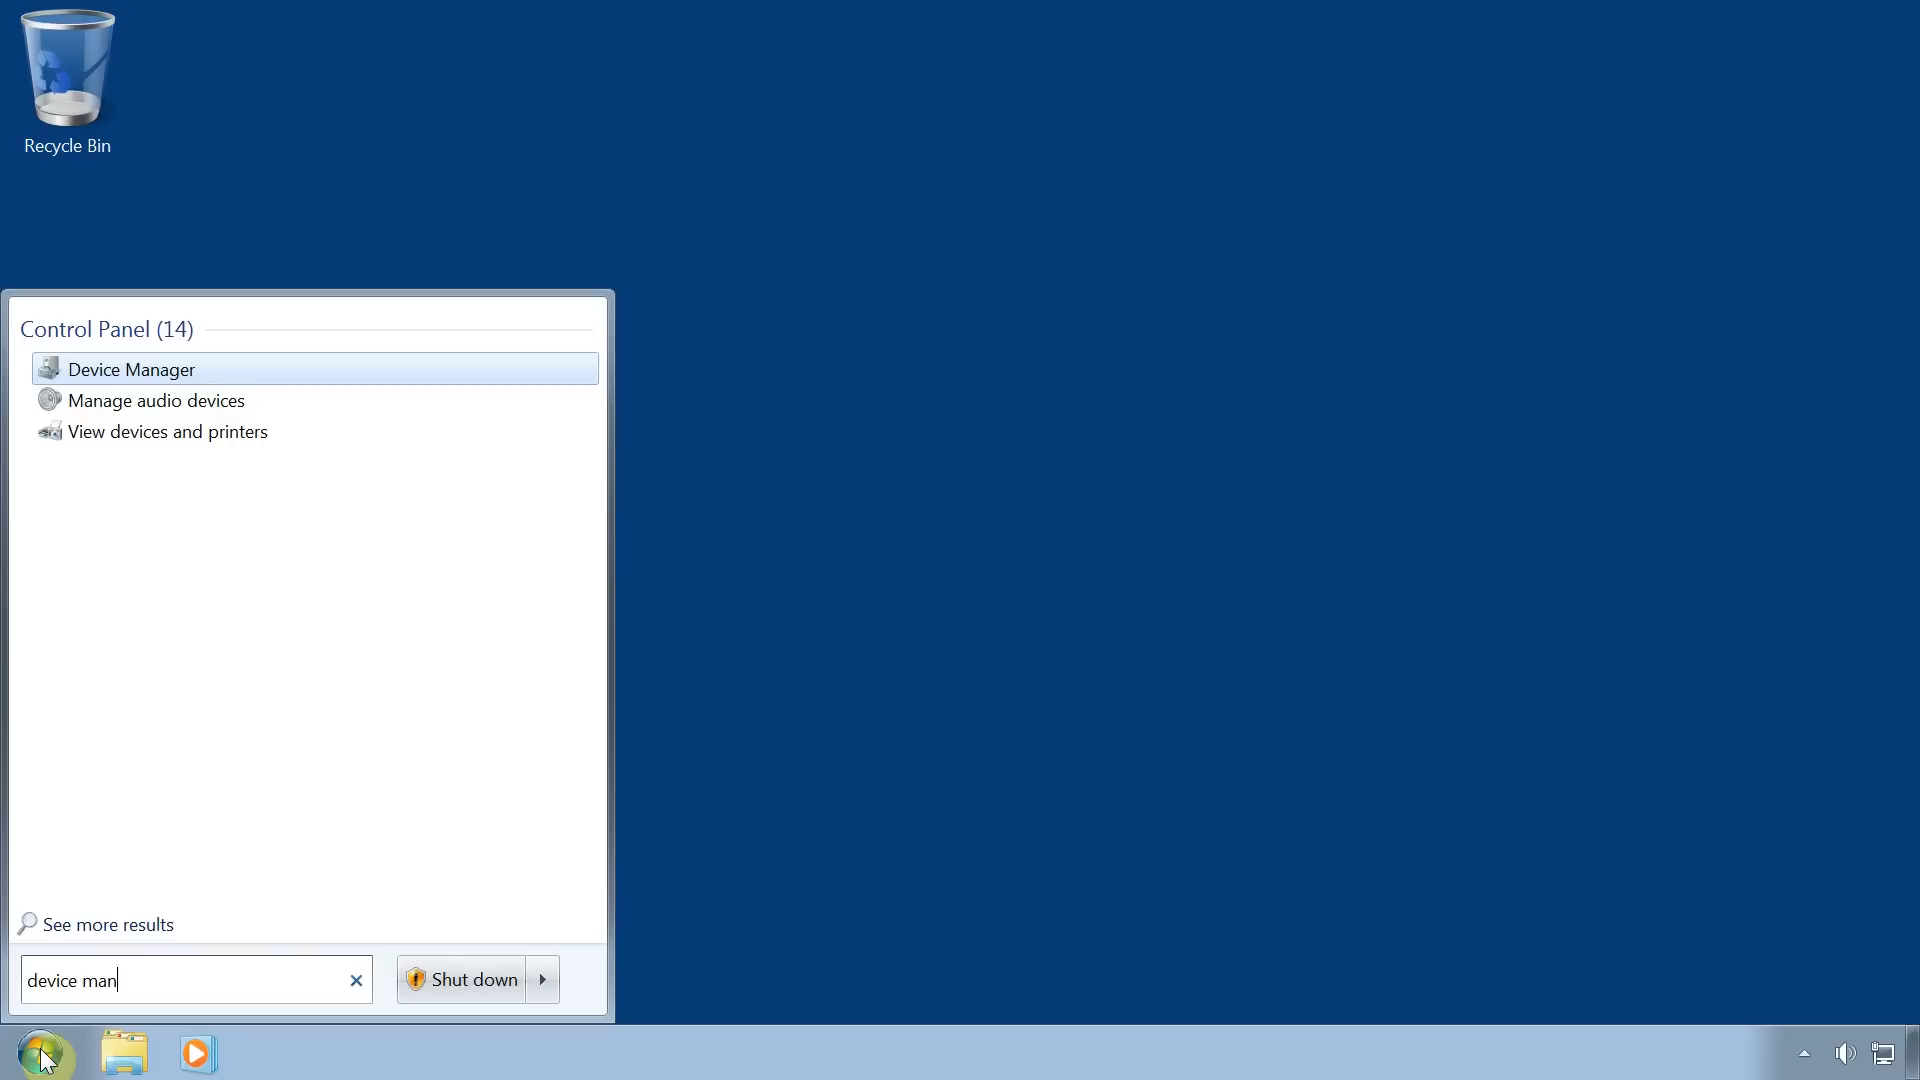 Recycle Bin
Control Panel (14)
Device Manager
Manage audio devices
View devices and printers
See more results
device man
Shut down